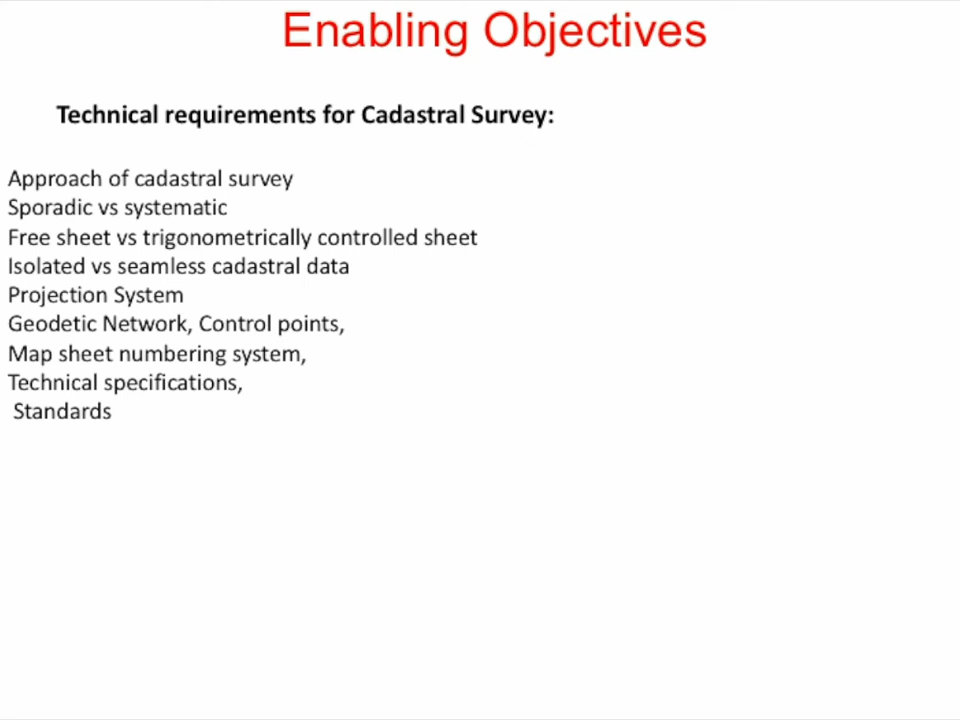 Enabling Objectives
Technical requirements for Cadastral Survey:
Approach of cadastral survey
Sporadic vs systematic
Free sheet vs trigonometrically controlled sheet
Isolated vs seamless cadastral data
Projection System
Geodetic Network, Control points,
Map sheet numbering system,
Technical specifications,
Standards